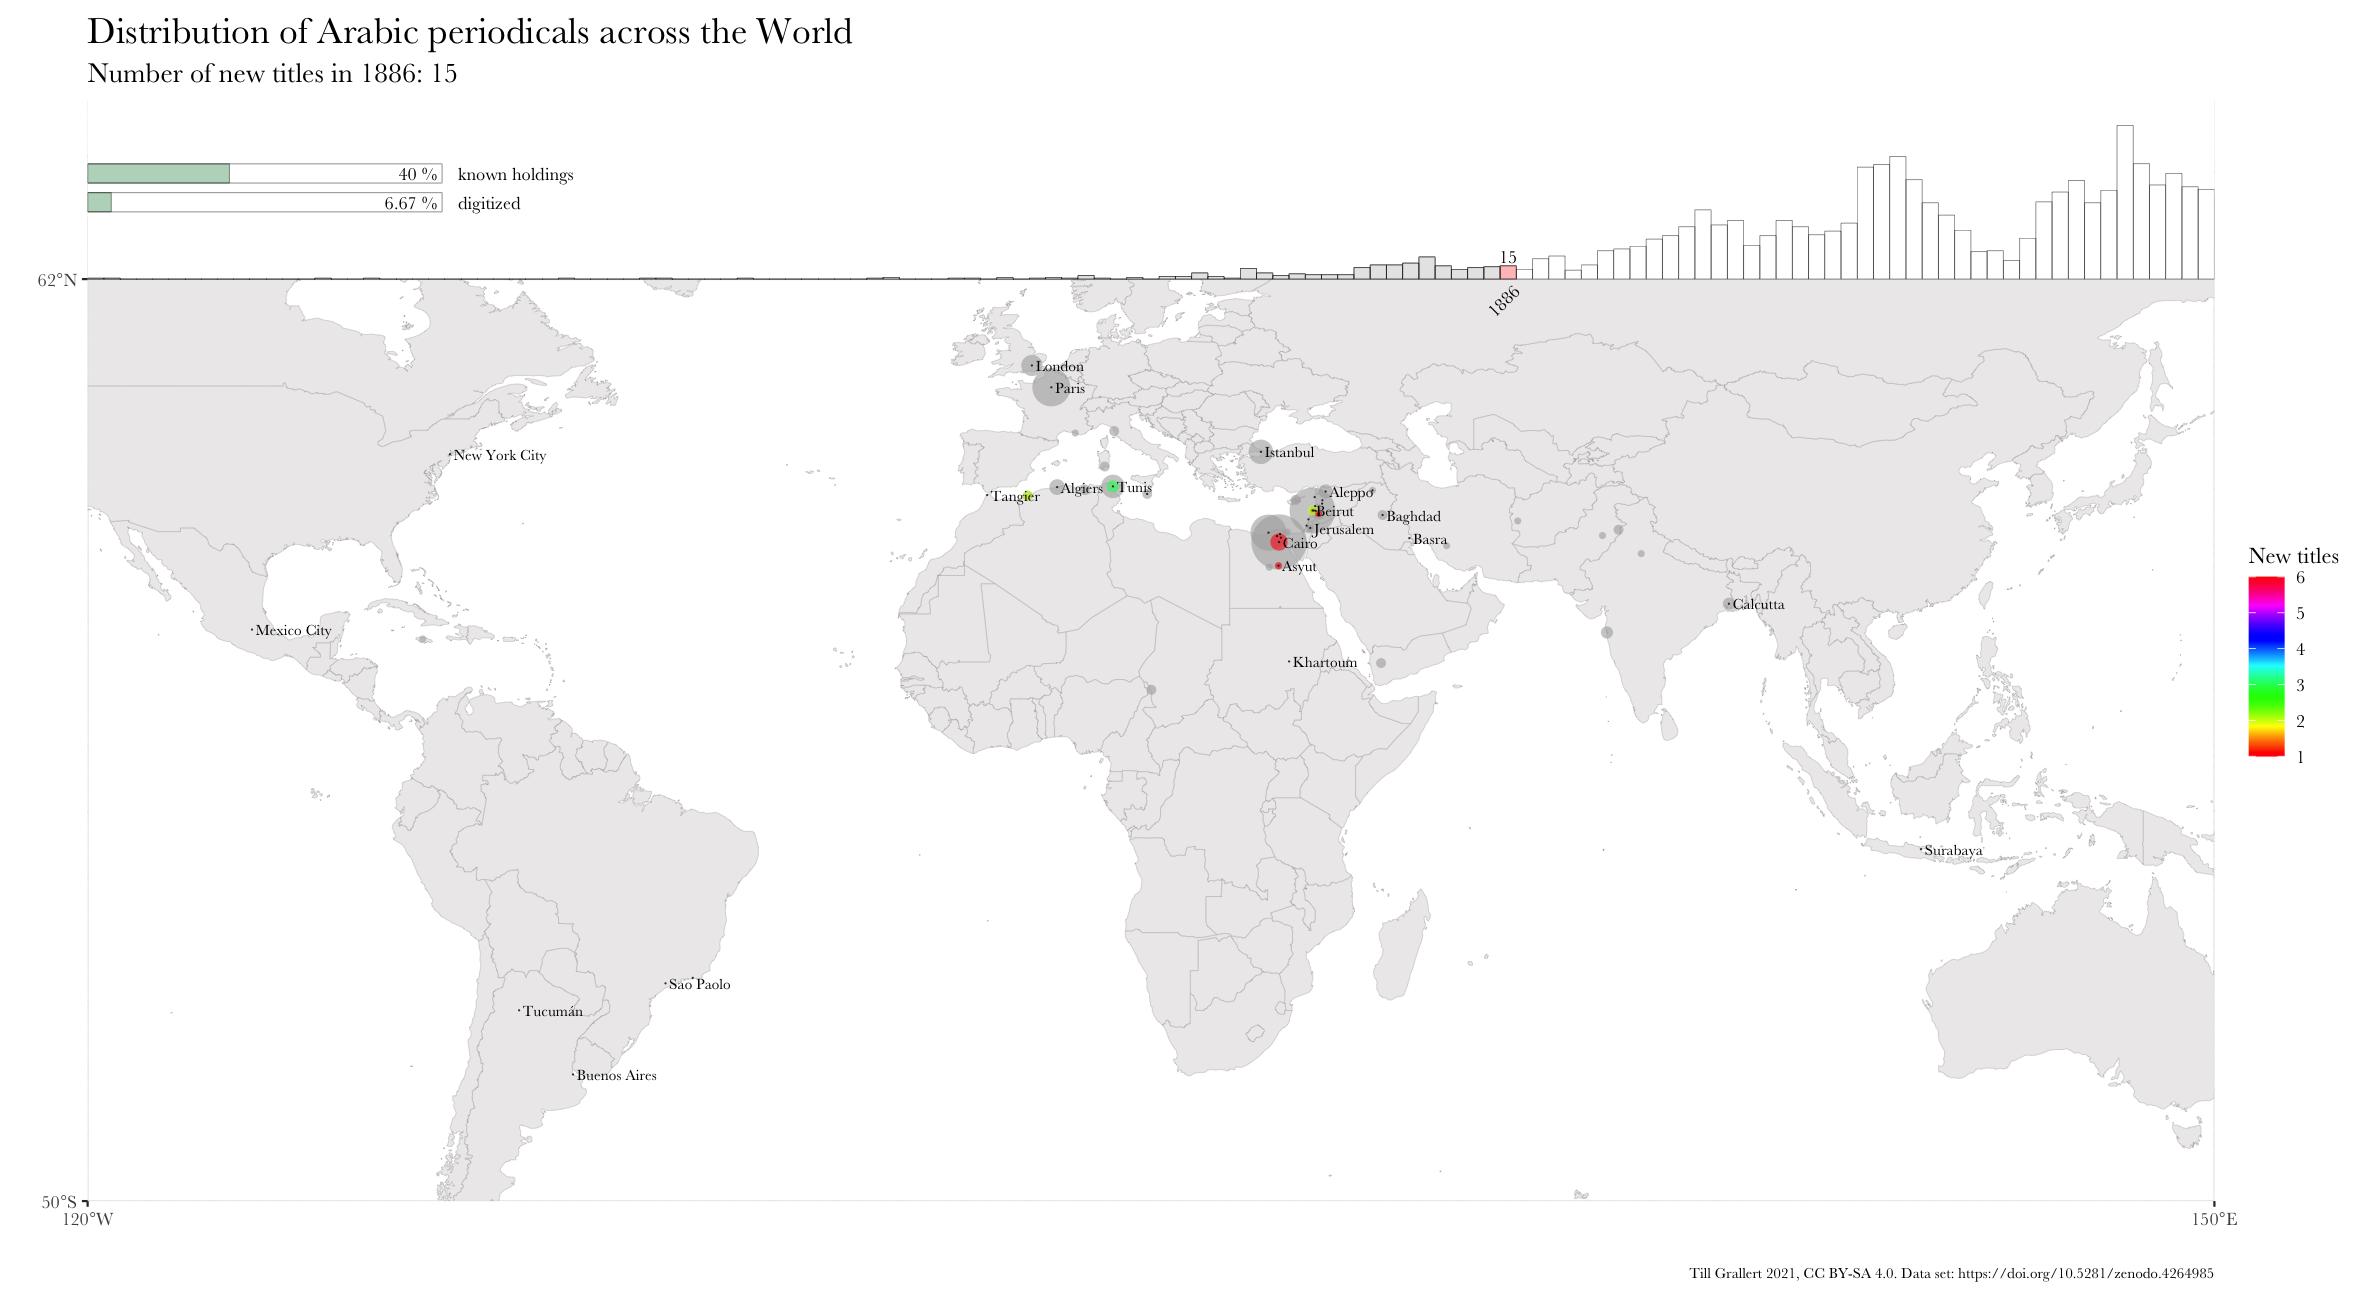 Distribution of Arabic periodicals across the World
Number of new titles in 1886: 15
40 % known holdings
6.67 % digitized
15
62°N
1886
London
Paris
New York City
Istanbul
Tangier
Algiers
Tunis
Aleppo
Beirut
Baghdad
Jerusalem
Basra
Cairo
Asyut
New titles
6
5
4
3
2
1
Calcutta
Mexico City
Khartoum
Surabaya
Sao Paolo
Tucumán
Buenos Aires
50°S
120°W
150°E
Till Grallert 2021, CC BY-SA 4.0. Data set: https://doi.org/10.5281/zenodo.4264985